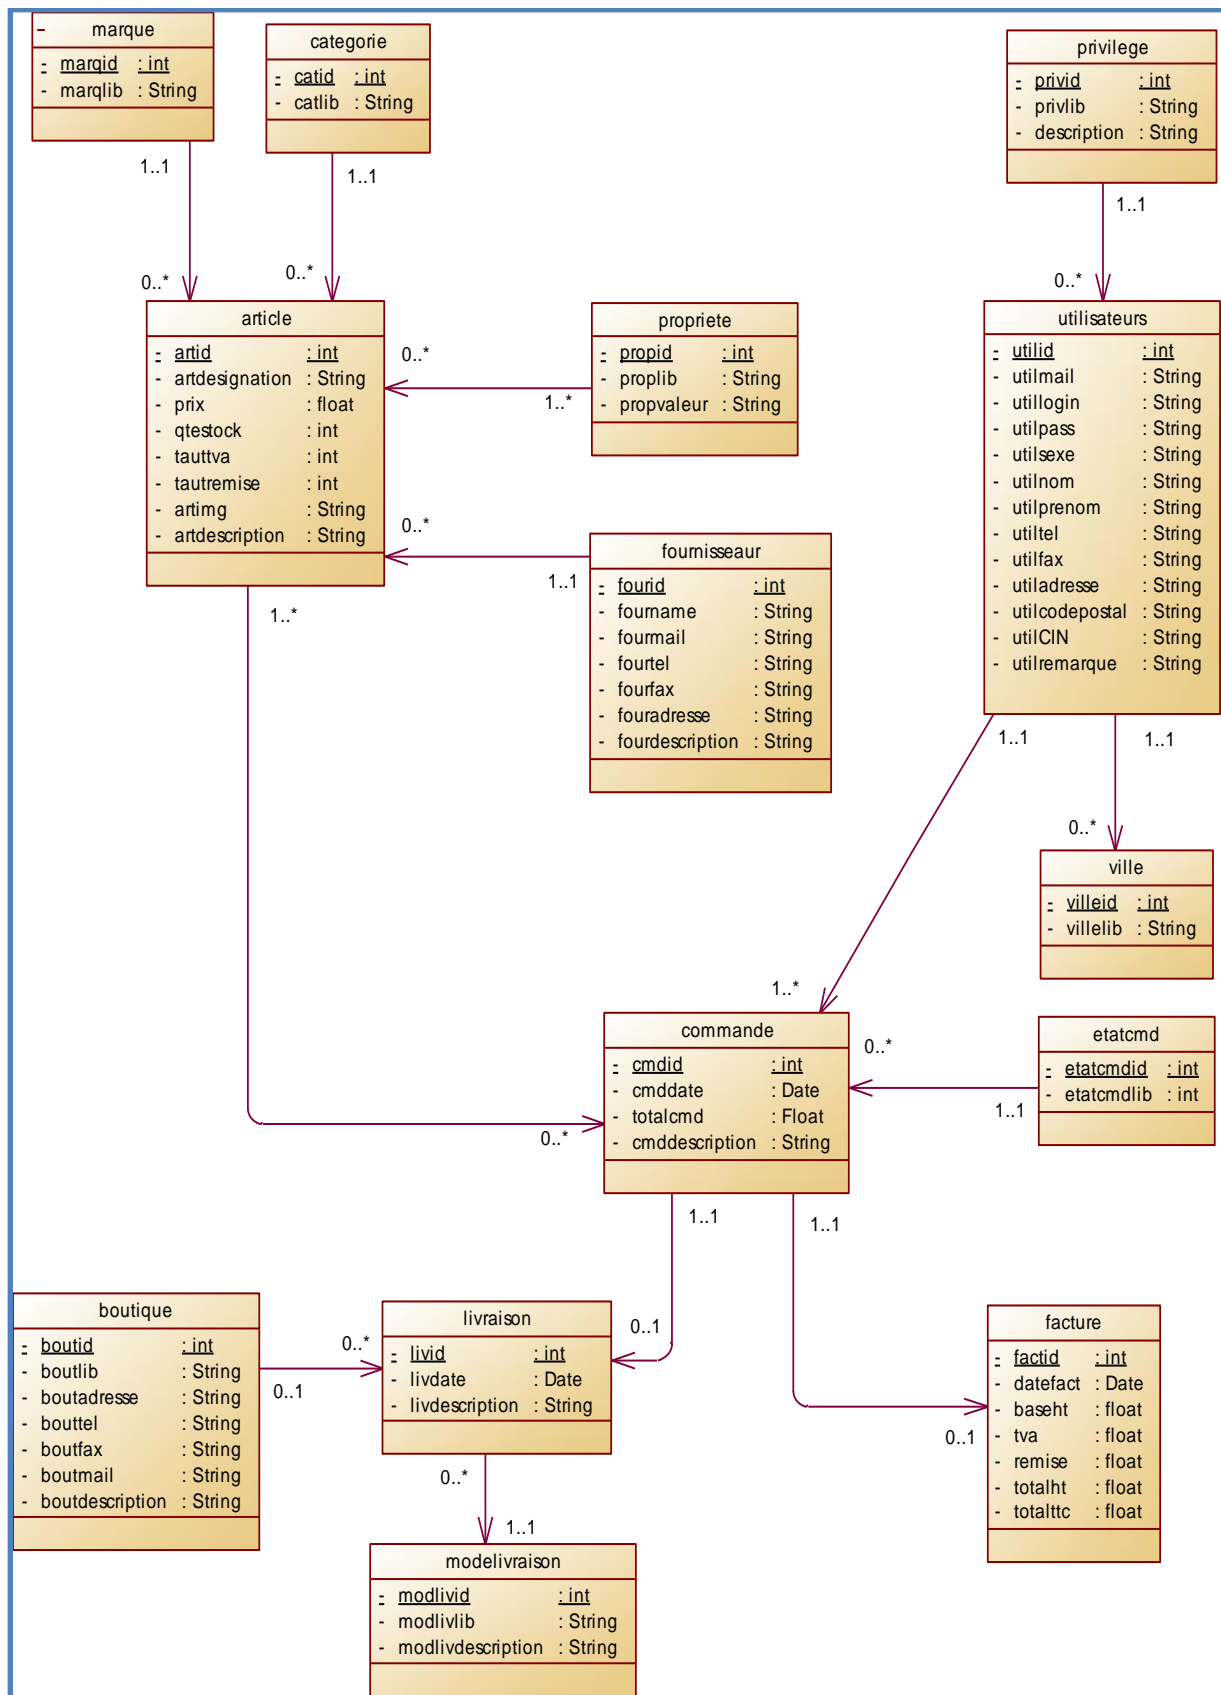 marque
- marqid : int
- marqlib : String
categorie
- catid : int
- catlib : String
privilege
- privid : int
- privlib : String
- description : String
1..1
1..1
1..1
0..*
0..*
0..*
article
- artid : int
- artdesignation : String
- prix : float
- qtestock : int
- tauttva : int
- tautremise : int
- artimg : String
- artdescription : String
0..*
1..*
propriete
- propid : int
- proplib : String
- propvaleur : String
utilisateurs
- utilid : int
- utilmail : String
- utillogin : String
- utilpass : String
- utilsexe : String
- utilnom : String
- utilprenom : String
- utiltel : String
- utilfax : String
- utiladresse : String
- utilcodepostal : String
- utilCIN : String
- utilremarque : String
0..*
1..1
fournisseaur
- fourid : int
- fourname : String
- fourmail : String
- fourtel : String
- fourfax : String
- fouradresse : String
- fourdescription : String
1..*
1..1
1..1
0..*
ville
- villeid : int
- villelib : String
1..*
0..*
commande
- cmdid : int
- cmddate : Date
- totalcmd : Float
- cmddescription : String
0..*
1..1
etatcmd
- etatcmdid : int
- etatcmdlib : int
1..1
1..1
boutique
- boutid : int
- boutlib : String
- boutadresse : String
- bouttel : String
- boutfax : String
- boutmail : String
- boutdescription : String
0..*
0..1
livraison
- livid : int
- livdate : Date
- livdescription : String
0..1
0..1
facture
- factid : int
- datefact : Date
- baseht : float
- tva : float
- remise : float
- totalht : float
- totalttc : float
0..*
1..1
modelivraison
- modlivid : int
- modlivlib : String
- modlivdescription : String